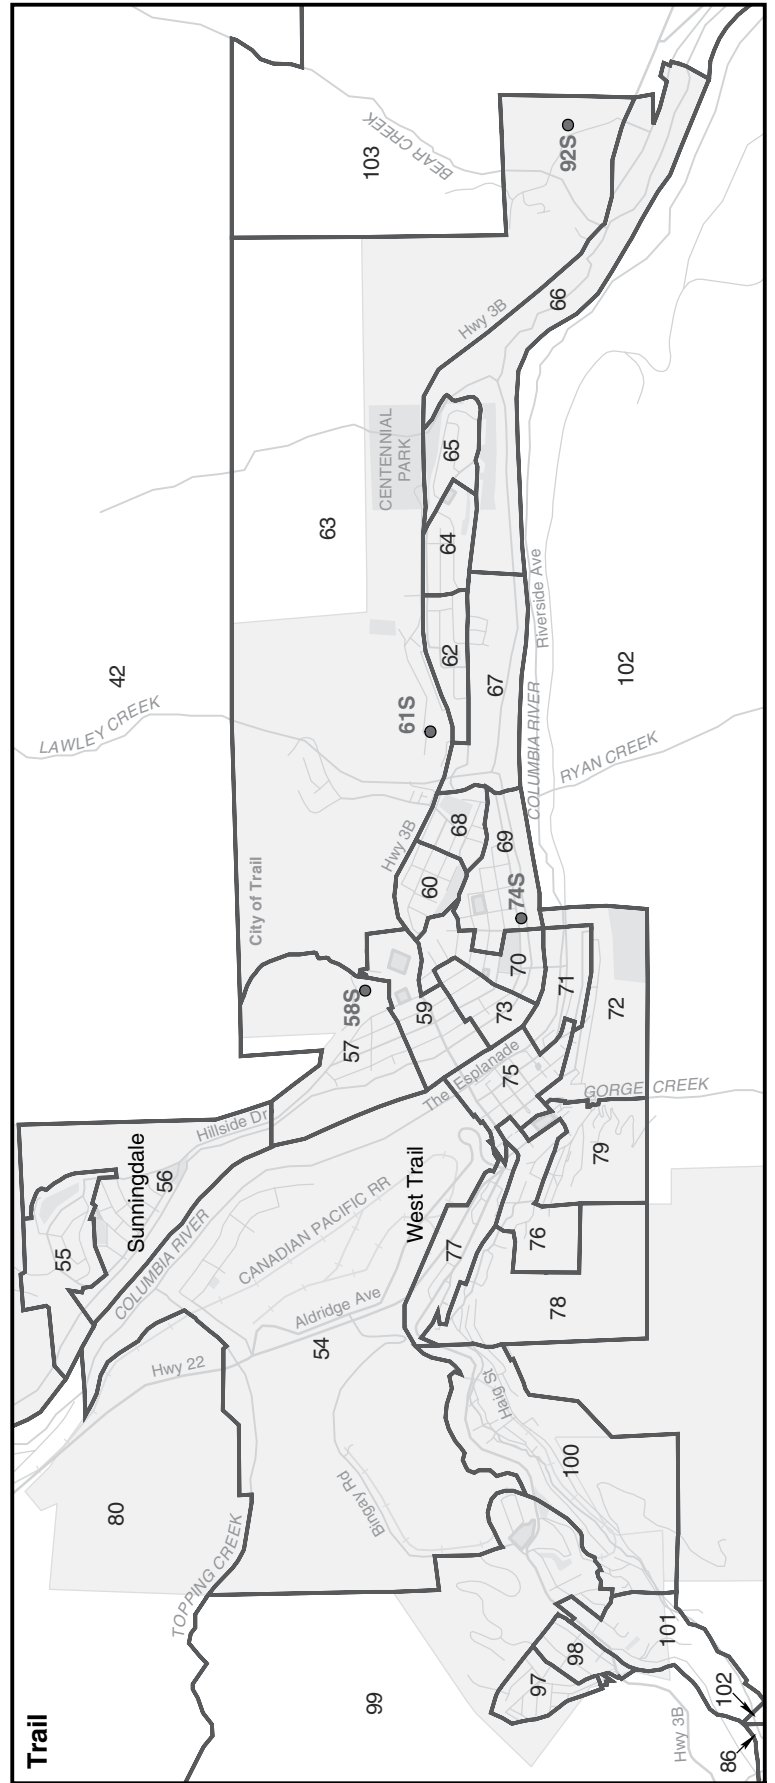 Trail
99
80
TOPPING CREEK
97
98
101
102
86
Hwy 3B
Bingay Rd
100
Haig St
Hwy 22
54
Aldridge Ave
CANADIAN PACIFIC RR
COLUMBIA RIVER
55
56
Sunningdale
Hillside Dr
West Trail
77
76
78
79
GORGE CREEK
The Esplanade
75
57
58S
59
73
70
71
72
74S
City of Trail
60
68
69
Hwy 3B
61S
LAWLEY CREEK
42
62
67
COLUMBIA RIVER
RYAN CREEK
Riverside Ave
102
63
64
65
CENTENNIAL
PARK
Hwy 3B
66
103
BEAR CREEK
92S